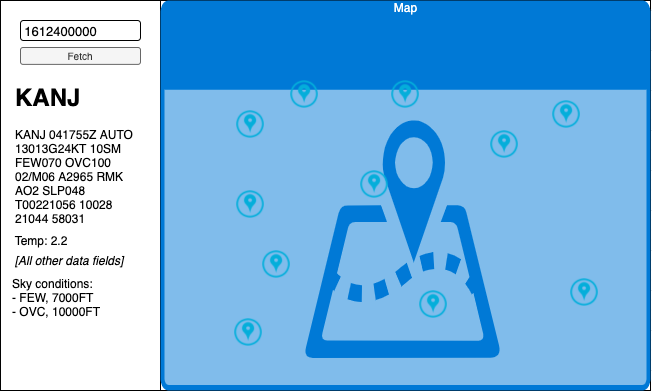 Map
1612400000
Fetch
KANJ
KANJ 041755Z AUTO
13013G24KT 10SM
FEW070 OVC100
02/M06 A2965 RMK
AO2 SLP048
T00221056 10028
21044 58031
Temp: 2.2
[All other data fields]
Sky conditions:
- FEW, 7000FT
- OVC, 10000FT